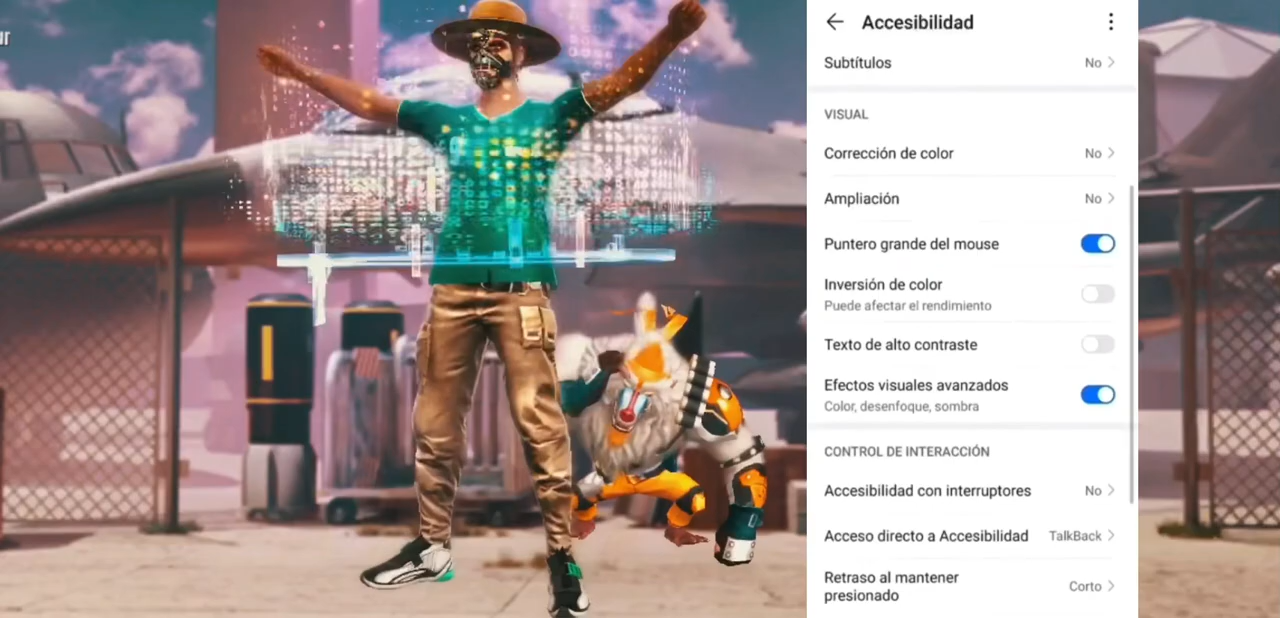 Accesibilidad
Subtítulos No
VISUAL
Corrección de color No
Ampliación No
Puntero grande del mouse
Inversión de color
Puede afectar el rendimiento
Texto de alto contraste
Efectos visuales avanzados
Color, desenfoque, sombra
CONTROL DE INTERACCIÓN
Accesibilidad con interruptores No
Acceso directo a Accesibilidad TalkBack
Retraso al mantener
presionado Corto